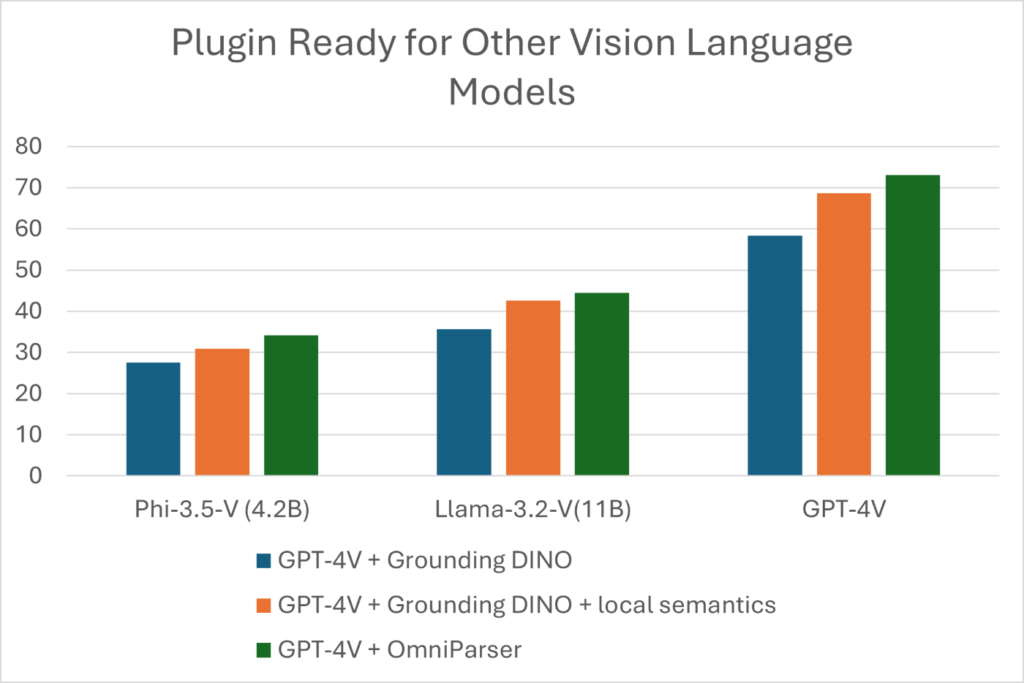 Plugin Ready for Other Vision Language
Models
80
70
60
50
40
30
20
10
0
Phi-3.5-V (4.2B)
Llama-3.2-V(11B)
GPT-4V
GPT-4V + Grounding DINO
GPT-4V + Grounding DINO + local semantics
GPT-4V + OmniParser